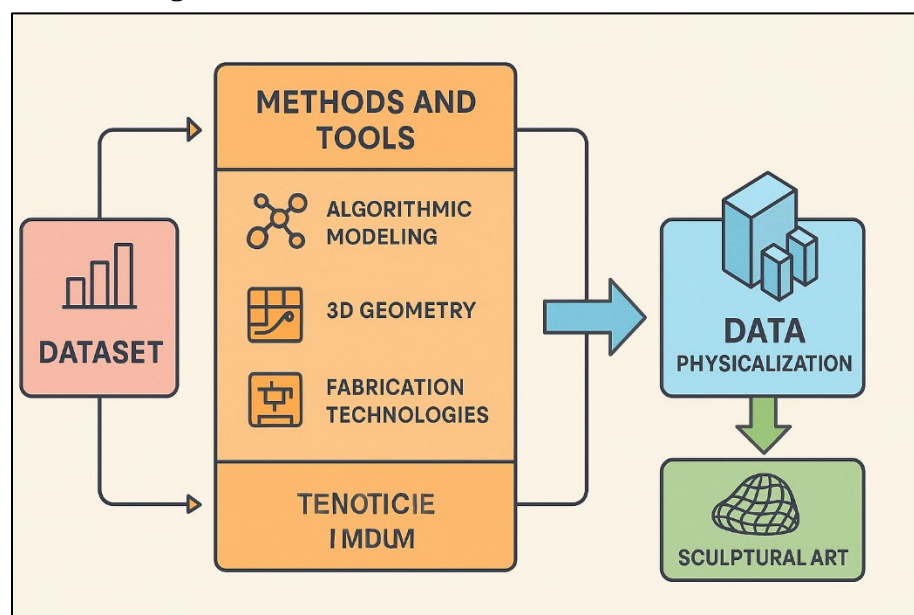 DATASET
METHODS AND
TOOLS
ALGORITHMIC
MODELING
3D GEOMETRY
FABRICATION
TECHNOLOGIES
TENOTICIE
IMDUM
DATA
PHYSICALIZATION
SCULPTURAL ART